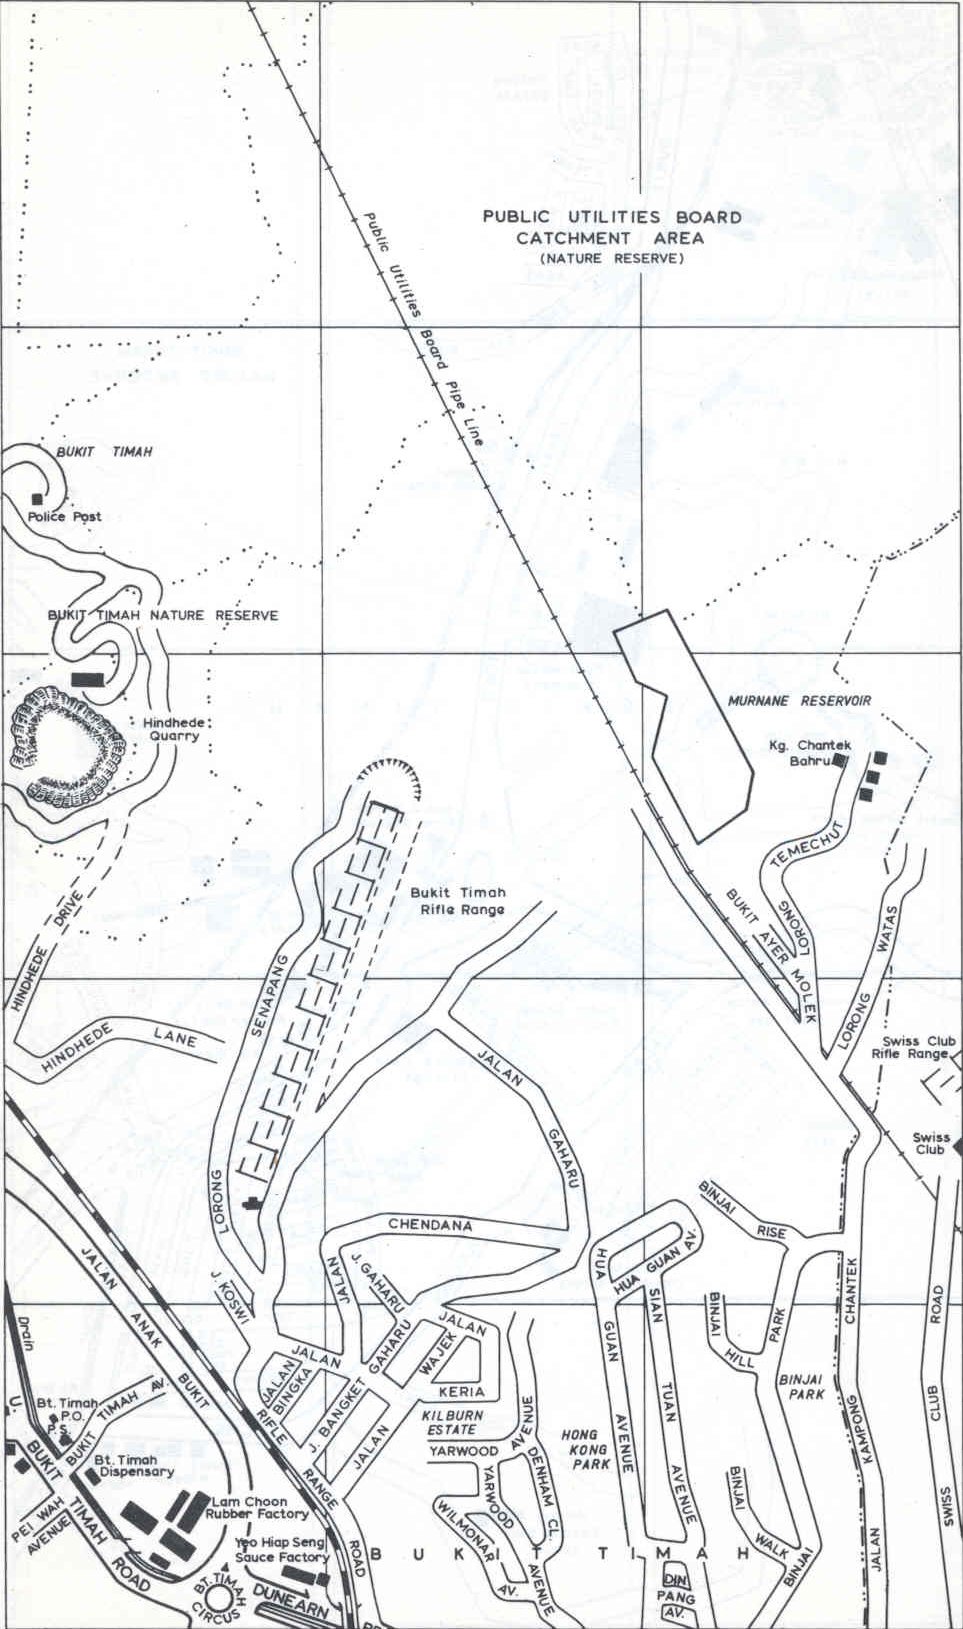 PUBLIC UTILITIES BOARD
CATCHMENT AREA
(NATURE RESERVE)
Public Utilities Board Pipe Line
BUKIT TIMAH
Police Post
BUKIT TIMAH NATURE RESERVE
Hindhede
Quarry
MURNANE RESERVOIR
Kg. Chantek
Bahru
TEMECHUT
LORONG
Bukit Timah
Rifle Range
BUKIT AYER MOLEK
LORONG WATAS
HINDHEDE DRIVE
HINDHEDE LANE
LORONG SENAPANG
Swiss Club
Rifle Range
Swiss
Club
JALAN GAHARU
CHENDANA
JALAN
J. GAHARU
J. KOSWI
BINJAI RISE
HUA GUAN AV.
HUA GUAN AVENUE
SIAN TUAN AVENUE
BINJAI HILL
BINJAI PARK
BINJAI
PARK
JALAN KAMPONG CHANTEK
SWISS CLUB ROAD
JALAN ANAK BUKIT
Drain
JALAN
JALAN BINGKA
J. BANGKET
GAHARU
JALAN
WAJEK
JALAN
KERIA
RIFLE RANGE ROAD
KILBURN
ESTATE
YARWOOD AVENUE
YARWOOD AVENUE
DENHAM CL.
WILMONAR AV.
HONG
KONG
PARK
BINJAI WALK
DIN
PANG
AV.
U.
BUKIT TIMAH ROAD
Bt. Timah
P.O.
P.S.
BUKIT TIMAH AV.
Bt. Timah
Dispensary
PEI WAH
AVENUE
Lam Choon
Rubber Factory
Yeo Hiap Seng
Sauce Factory
BT. TIMAH
CIRCUS
DUNEARN
BUKIT TIMAH